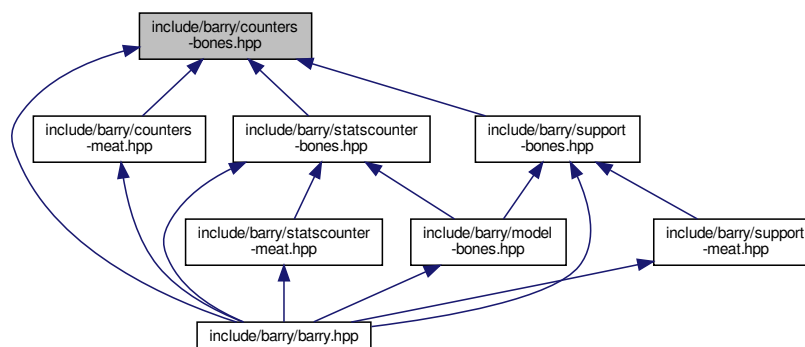 include/barry/counters
-bones.hpp
include/barry/counters
-meat.hpp
include/barry/statscounter
-bones.hpp
include/barry/support
-bones.hpp
include/barry/statscounter
-meat.hpp
include/barry/model
-bones.hpp
include/barry/support
-meat.hpp
include/barry/barry.hpp